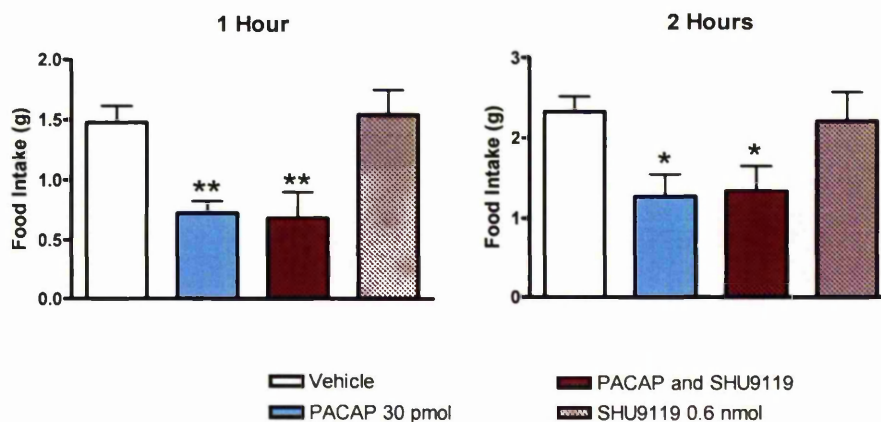 1 Hour
Food Intake (g)
2.0
1.5
1.0
0.5
0.0
**
**
2 Hours
Food Intake (g)
3
2
1
0
*
*
Vehicle
PACAP 30 pmol
PACAP and SHU9119
SHU9119 0.6 nmol